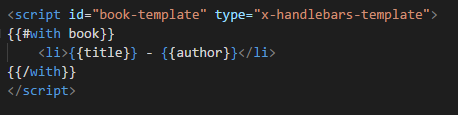 <script id="book-template" type="x-handlebars-template">
{{#with book}}
    <li>{{title}} - {{author}}</li>
{{/with}}
</script>